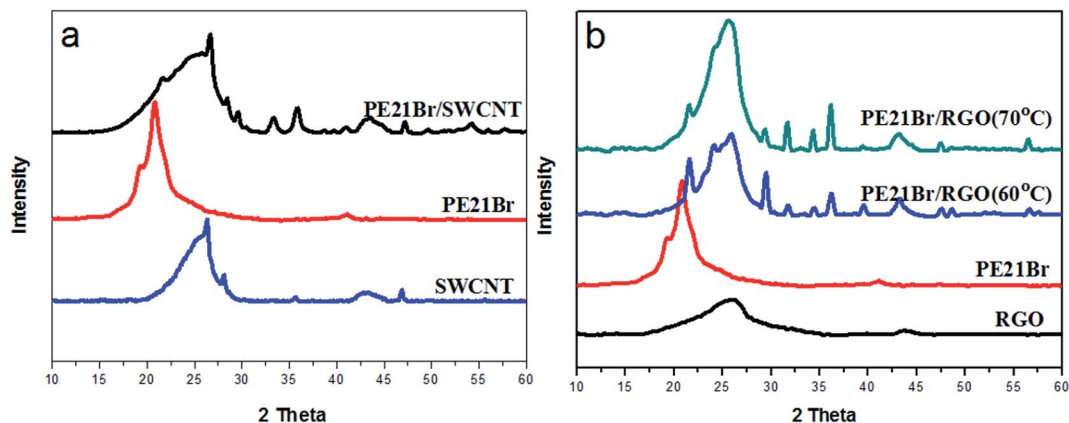 a
PE21Br/SWCNT
PE21Br
SWCNT
Intensity
10 15 20 25 30 35 40 45 50 55 60
2 Theta
b
PE21Br/RGO(70°C)
PE21Br/RGO(60°C)
PE21Br
RGO
Intensity
10 15 20 25 30 35 40 45 50 55 60
2 Theta